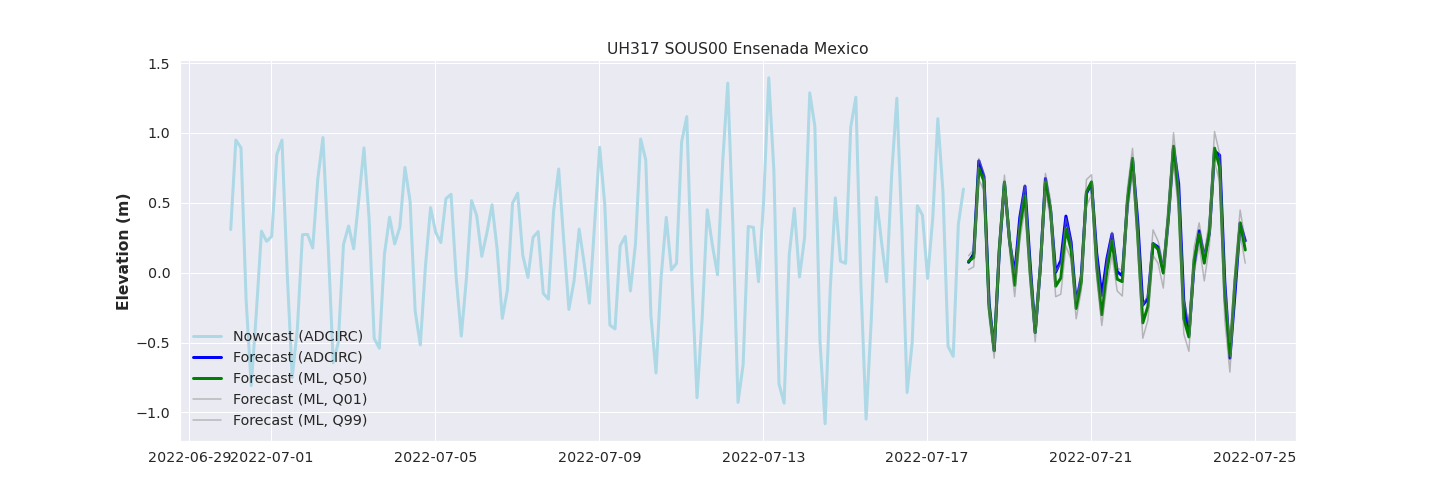 UH317 SOUS00 Ensenada Mexico
Elevation (m)
1.5
1.0
0.5
0.0
−0.5
−1.0
Nowcast (ADCIRC)
Forecast (ADCIRC)
Forecast (ML, Q50)
Forecast (ML, Q01)
Forecast (ML, Q99)
2022-06-29 2022-07-01 2022-07-05 2022-07-09 2022-07-13 2022-07-17 2022-07-21 2022-07-25